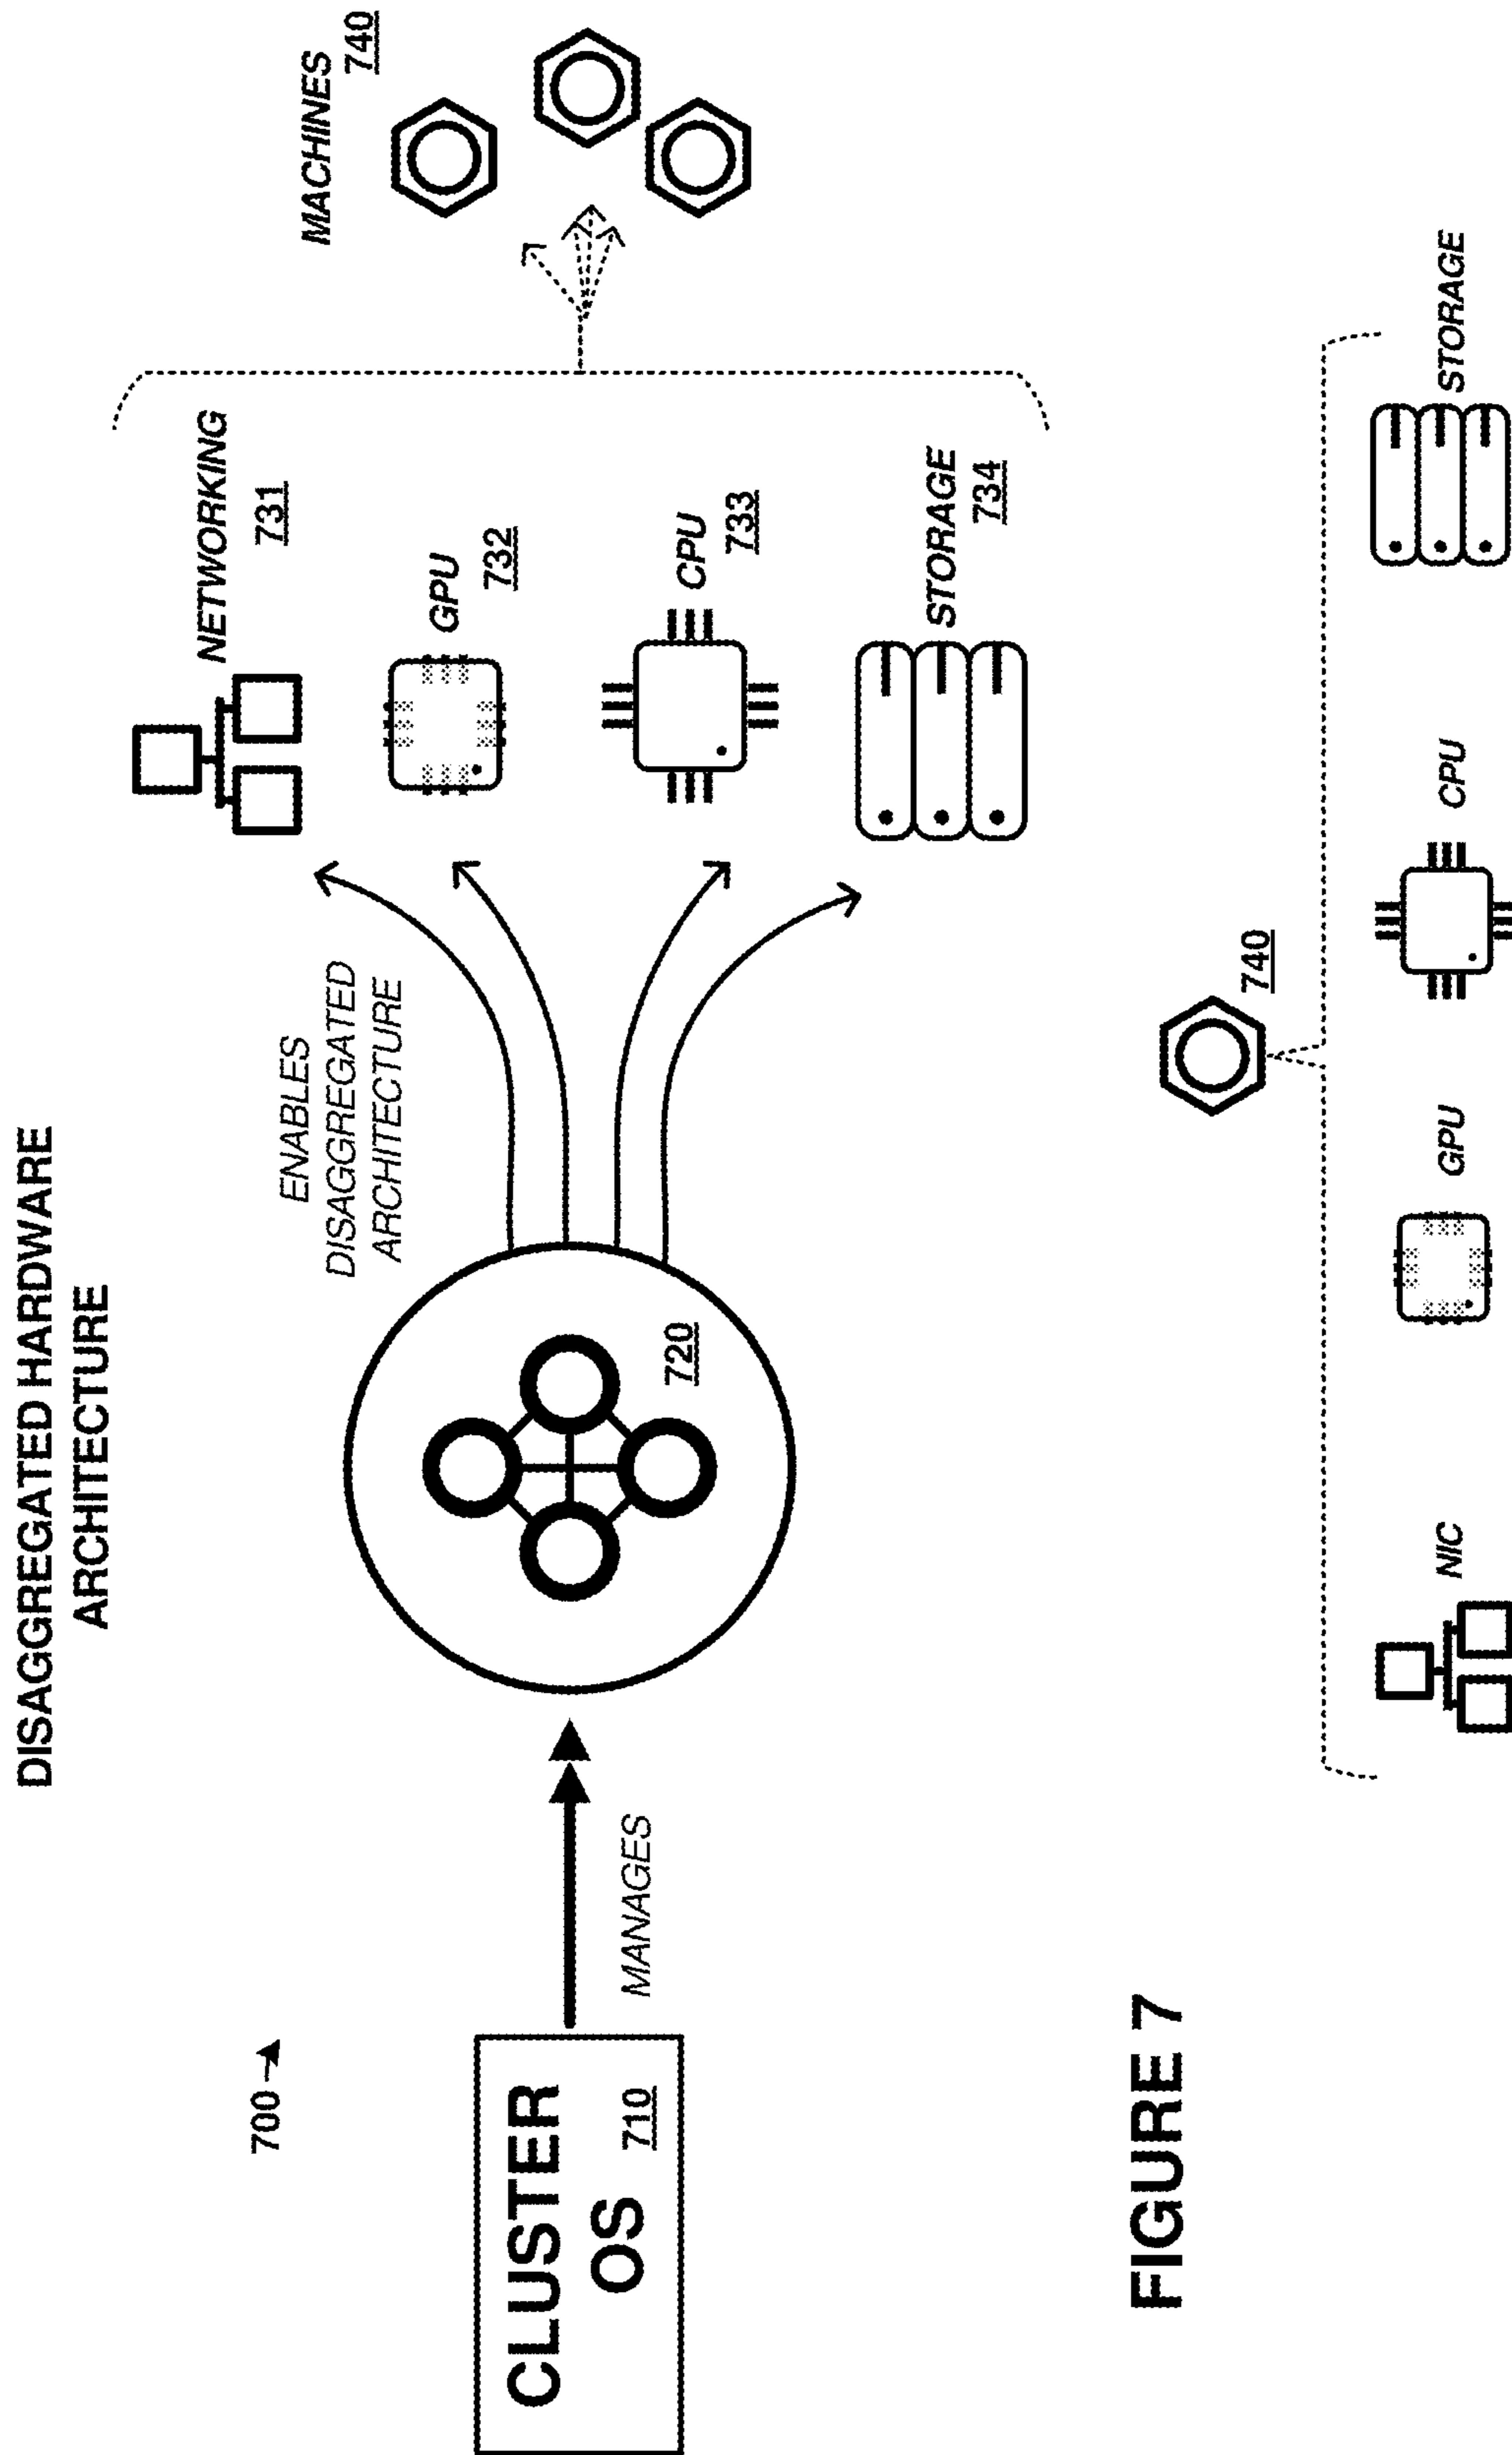 DISAGGREGATED HARDWARE
ARCHITECTURE
700
CLUSTER
OS 710
MANAGES
720
ENABLES
DISAGGREGATED
ARCHITECTURE
NETWORKING
731
GPU
732
CPU
733
STORAGE
734
MACHINES
740
FIGURE 7
740
NIC
GPU
CPU
STORAGE